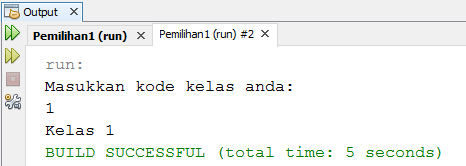 Output
Pemilihan1 (run)
Pemilihan1 (run) #2
run:
Masukkan kode kelas anda:
1
Kelas 1
BUILD SUCCESSFUL (total time: 5 seconds)